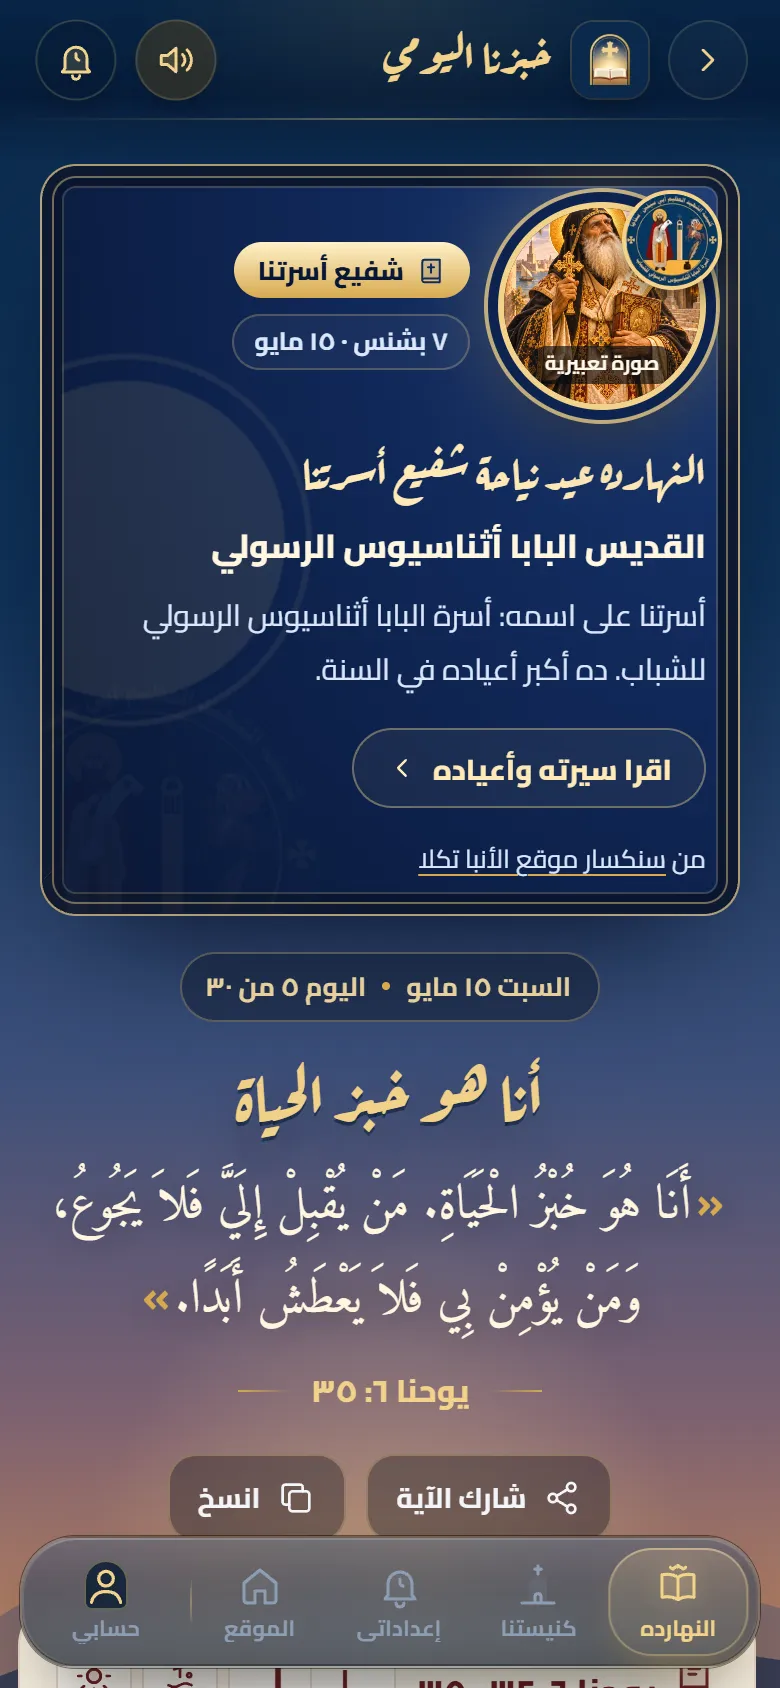 خبزنا اليومي
شفيع أسرتنا
٧ بشنس · ١٥ مايو
صورة تعبيرية
النهارده عيد نياحة شفيع أسرتنا
القديس البابا أثناسيوس الرسولي
أسرتنا على اسمه: أسرة البابا أثناسيوس الرسولي
للشباب. ده أكبر أعياده في السنة.
اقرا سيرته وأعياده
من سنكسار موقع الأنبا تكلا
السبت ١٥ مايو • اليوم ٥ من ٣٠
أنا هو خبز الحياة
«أَنَا هُوَ خُبْزُ الْحَيَاةِ. مَنْ يُقْبِلْ إِلَيَّ فَلاَ يَجُوعُ،
وَمَنْ يُؤْمِنْ بِي فَلاَ يَعْطَشُ أَبَدًا.»
يوحنا ٦: ٣٥
شارك الآية
انسخ
النهارده
كنيستنا
إعداداتي
الموقع
حسابي